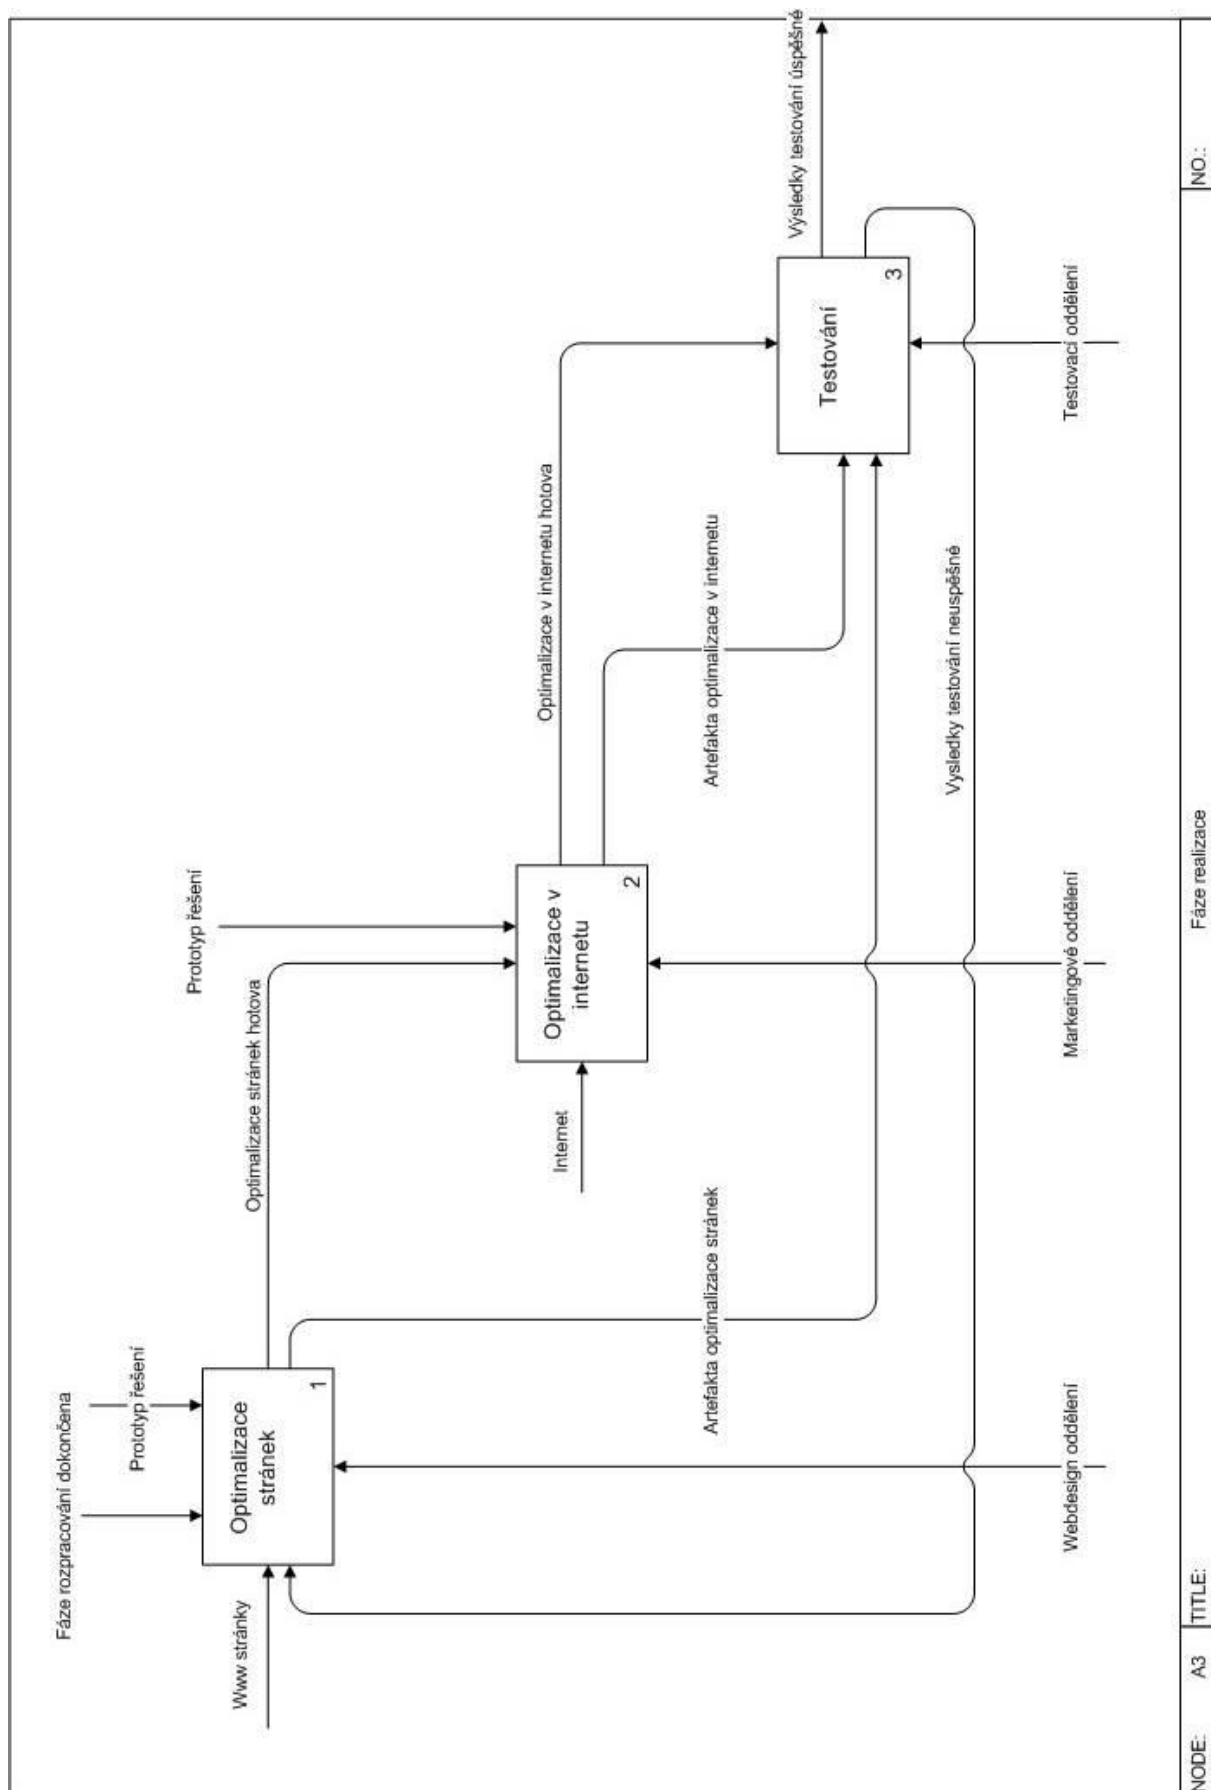 Fáze rozpracování dokončena
Prototyp řešení
Www stránky
Optimalizace
stránek
1
Optimalizace stránek hotova
Prototyp řešení
Internet
Optimalizace v
internetu
2
Optimalizace v internetu hotova
Artefakta optimalizace stránek
Artefakta optimalizace v internetu
Testování
3
Výsledky testování úspěšné
Vysledky testování neuspěšné
Webdesign oddělení
Marketingové oddělení
Testovací oddělení
NODE:
A3
TITLE:
Fáze realizace
NO.: